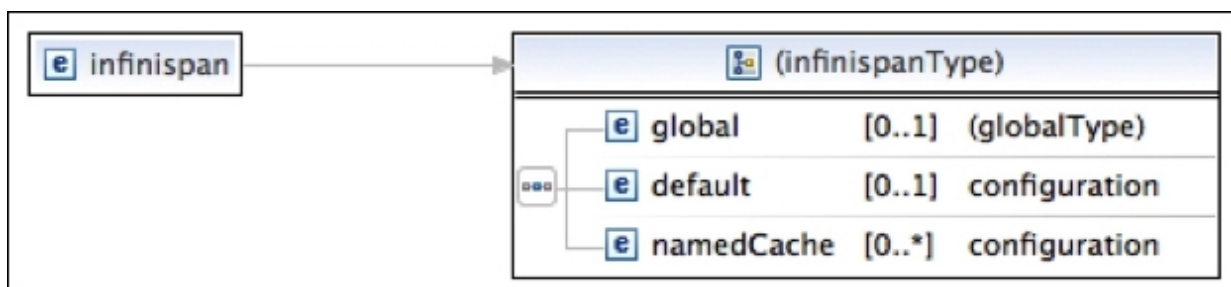 e infinispan
(infinispanType)
e global [0..1] (globalType)
e default [0..1] configuration
e namedCache [0..*] configuration